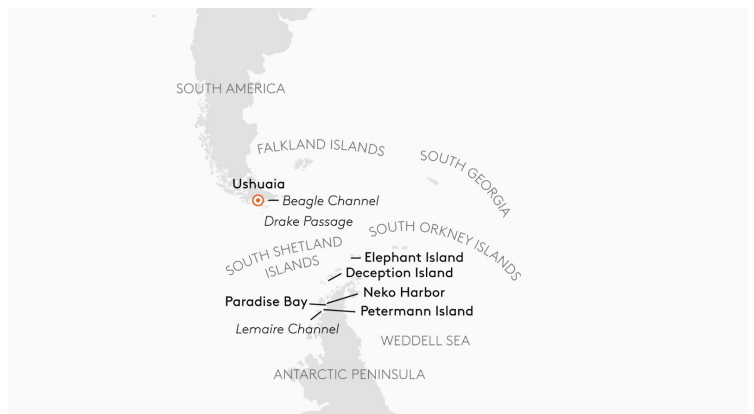 SOUTH AMERICA
FALKLAND ISLANDS
SOUTH GEORGIA
Ushuaia
Beagle Channel
Drake Passage
SOUTH ORKNEY ISLANDS
SOUTH SHETLAND
ISLANDS
Elephant Island
Deception Island
Neko Harbor
Paradise Bay
Petermann Island
Lemaire Channel
WEDDELL SEA
ANTARCTIC PENINSULA